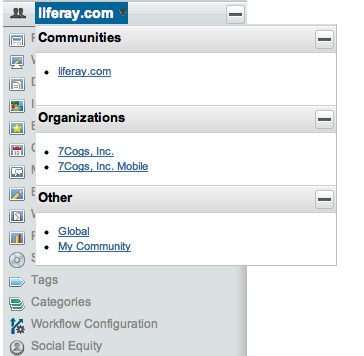 liferay.com
Communities
liferay.com
Organizations
7Cogs, Inc.
7Cogs, Inc. Mobile
Other
Global
My Community
Tags
Categories
Workflow Configuration
Social Equity